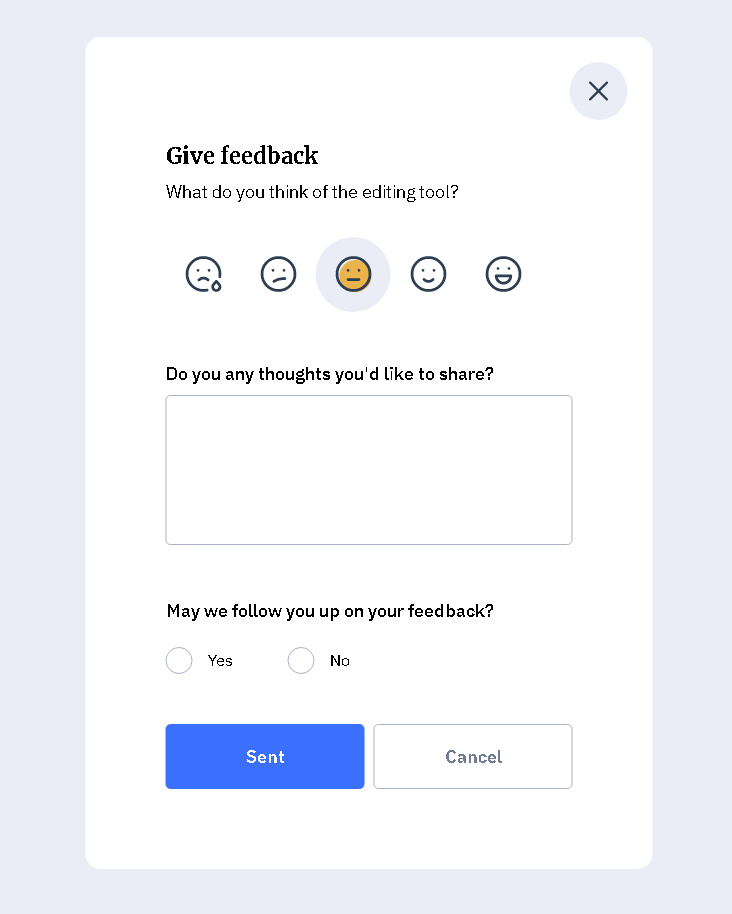 Give feedback
What do you think of the editing tool?
Do you any thoughts you'd like to share?
May we follow you up on your feedback?
Yes No
Sent Cancel